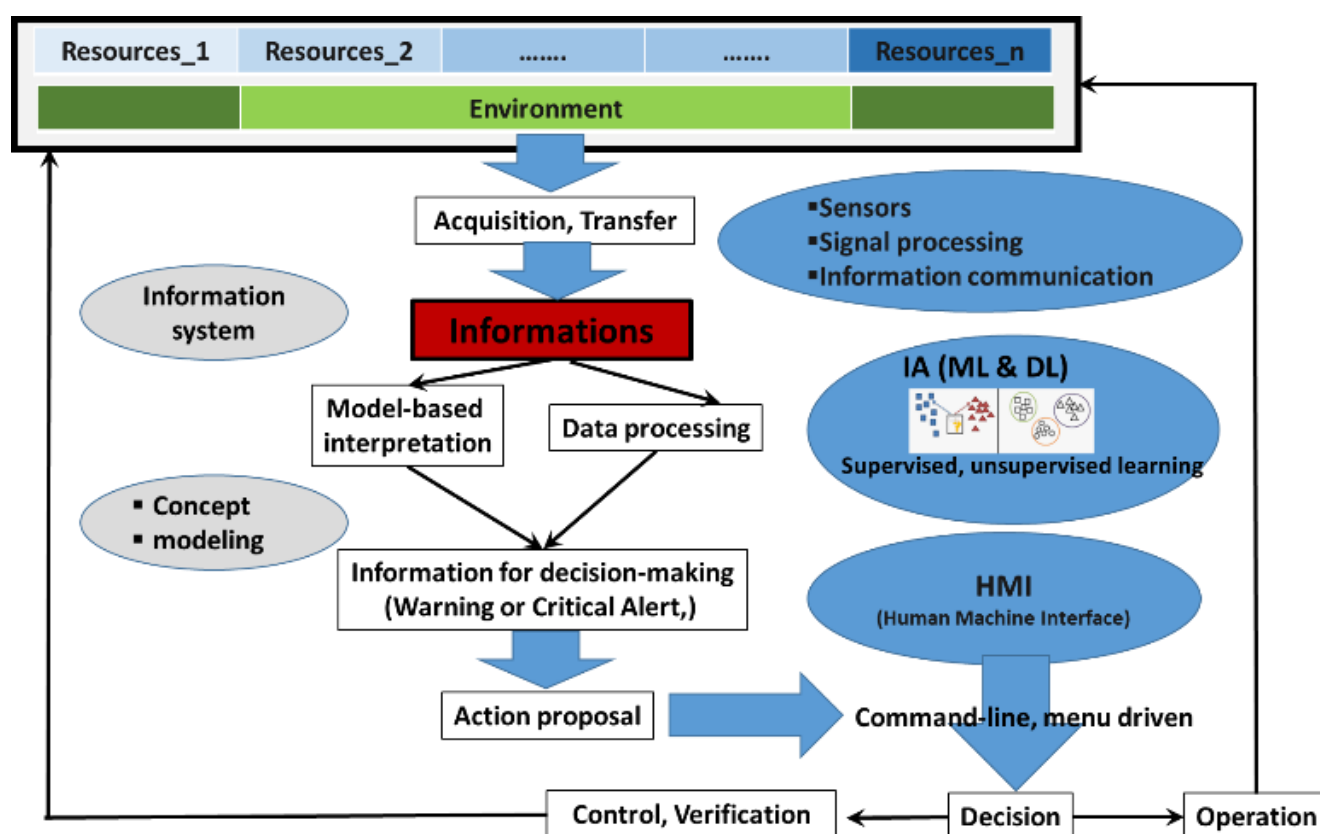 Resources_1 Resources_2 ....... ....... Resources_n
Environment
Acquisition, Transfer
▪Sensors
▪Signal processing
▪Information communication
Information
system
Informations
IA (ML & DL)
Supervised, unsupervised learning
Model-based
interpretation
Data processing
▪ Concept
▪ modeling
Information for decision-making
(Warning or Critical Alert,)
HMI
(Human Machine Interface)
Action proposal
Command-line, menu driven
Control, Verification
Decision
Operation